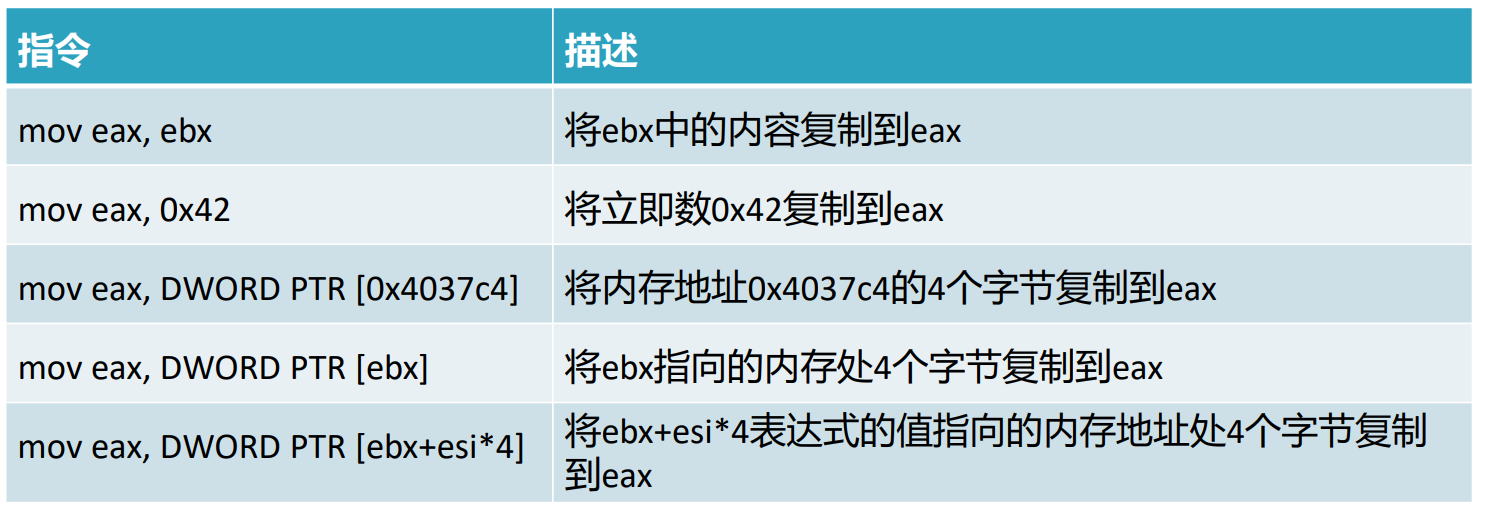 指令
描述
mov eax, ebx
将ebx中的内容复制到eax
mov eax, 0x42
将立即数0x42复制到eax
mov eax, DWORD PTR [0x4037c4]
将内存地址0x4037c4的4个字节复制到eax
mov eax, DWORD PTR [ebx]
将ebx指向的内存处4个字节复制到eax
mov eax, DWORD PTR [ebx+esi*4]
将ebx+esi*4表达式的值指向的内存地址处4个字节复制
到eax